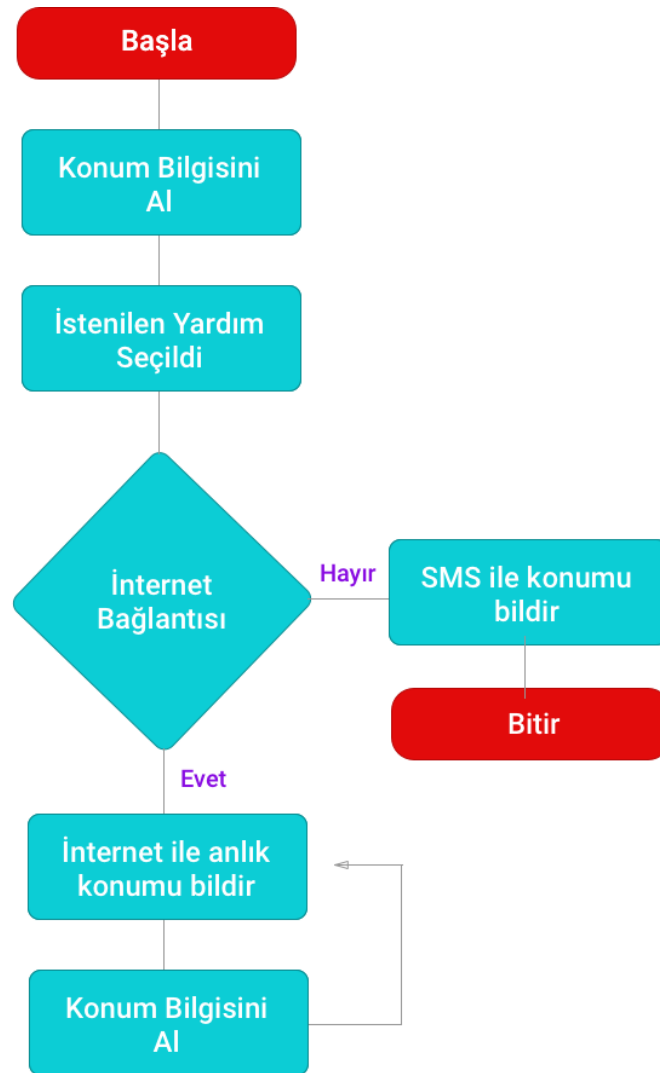 Başla
Konum Bilgisini
Al
İstenilen Yardım
Seçildi
İnternet
Bağlantısı
Hayır
SMS ile konumu
bildir
Bitir
Evet
İnternet ile anlık
konumu bildir
Konum Bilgisini
Al